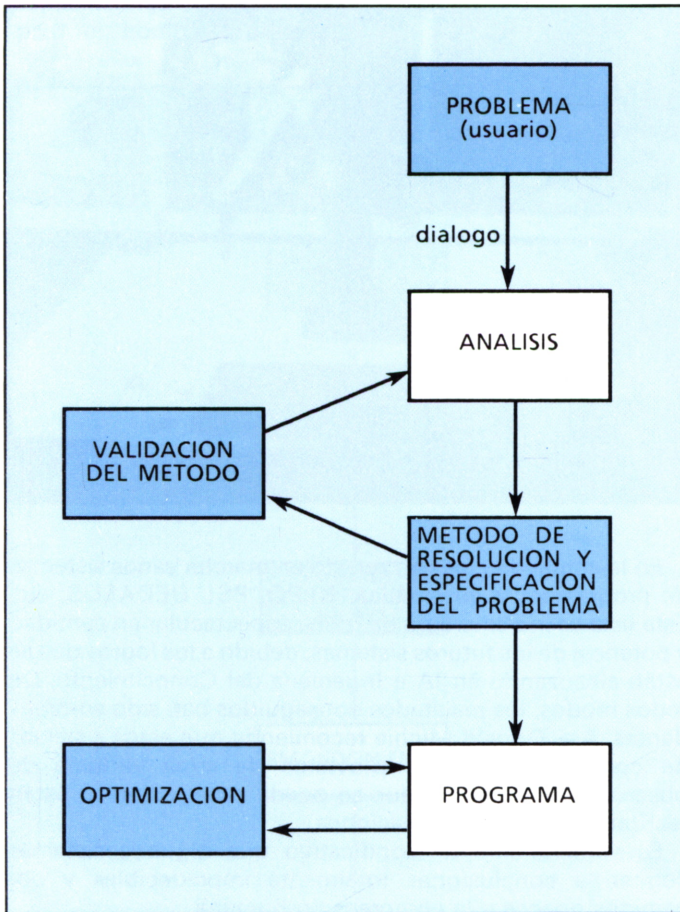 PROBLEMA
(usuario)
dialogo
ANALISIS
VALIDACION
DEL METODO
METODO DE
RESOLUCION Y
ESPECIFICACION
DEL PROBLEMA
OPTIMIZACION
PROGRAMA